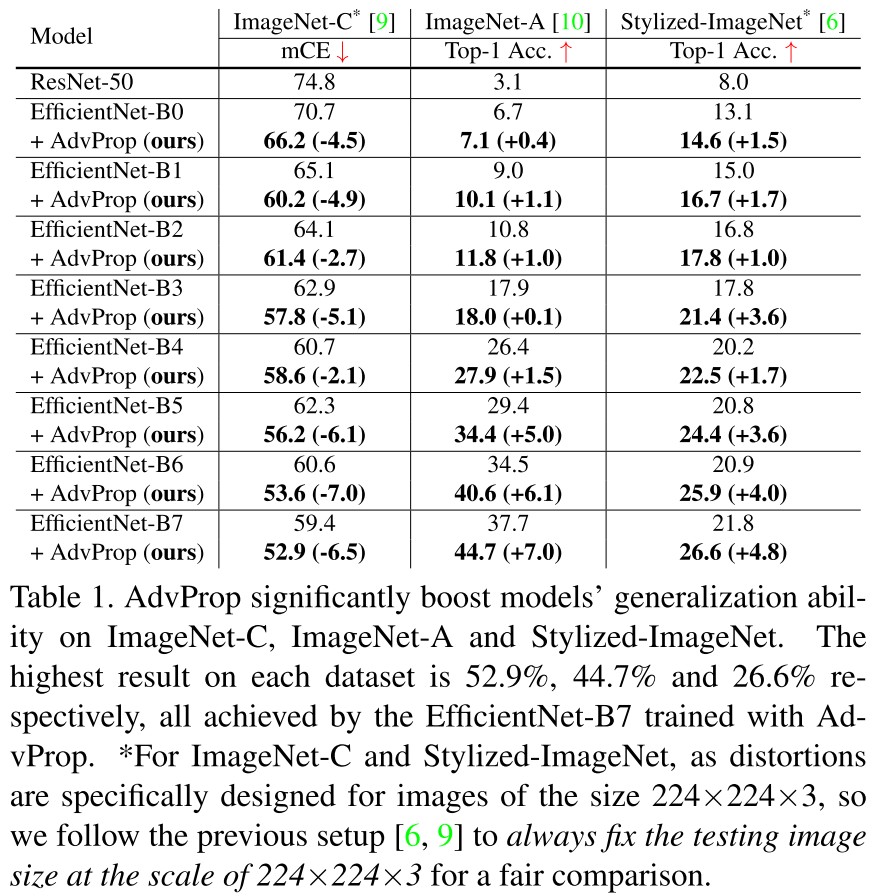 Model ImageNet-C* [9] ImageNet-A [10] Stylized-ImageNet* [6]
mCE ↓ Top-1 Acc. ↑ Top-1 Acc. ↑
ResNet-50 74.8 3.1 8.0
EfficientNet-B0 70.7 6.7 13.1
+ AdvProp (ours) 66.2 (-4.5) 7.1 (+0.4) 14.6 (+1.5)
EfficientNet-B1 65.1 9.0 15.0
+ AdvProp (ours) 60.2 (-4.9) 10.1 (+1.1) 16.7 (+1.7)
EfficientNet-B2 64.1 10.8 16.8
+ AdvProp (ours) 61.4 (-2.7) 11.8 (+1.0) 17.8 (+1.0)
EfficientNet-B3 62.9 17.9 17.8
+ AdvProp (ours) 57.8 (-5.1) 18.0 (+0.1) 21.4 (+3.6)
EfficientNet-B4 60.7 26.4 20.2
+ AdvProp (ours) 58.6 (-2.1) 27.9 (+1.5) 22.5 (+1.7)
EfficientNet-B5 62.3 29.4 20.8
+ AdvProp (ours) 56.2 (-6.1) 34.4 (+5.0) 24.4 (+3.6)
EfficientNet-B6 60.6 34.5 20.9
+ AdvProp (ours) 53.6 (-7.0) 40.6 (+6.1) 25.9 (+4.0)
EfficientNet-B7 59.4 37.7 21.8
+ AdvProp (ours) 52.9 (-6.5) 44.7 (+7.0) 26.6 (+4.8)
Table 1. AdvProp significantly boost models' generalization abil-
ity on ImageNet-C, ImageNet-A and Stylized-ImageNet. The
highest result on each dataset is 52.9%, 44.7% and 26.6% re-
spectively, all achieved by the EfficientNet-B7 trained with Ad-
vProp. *For ImageNet-C and Stylized-ImageNet, as distortions
are specifically designed for images of the size 224×224×3, so
we follow the previous setup [6, 9] to always fix the testing image
size at the scale of 224×224×3 for a fair comparison.